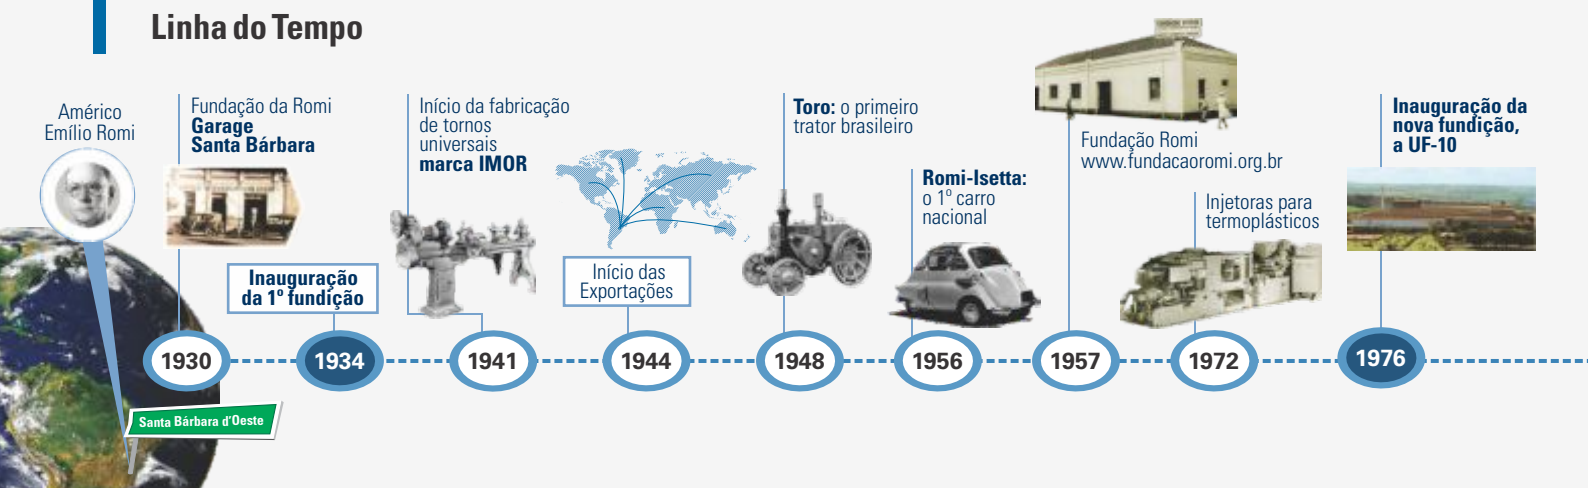 Linha do Tempo
Américo
Emílio Romi
Fundação da Romi
Garage
Santa Bárbara
Inauguração
da 1º fundição
Início da fabricação
de tornos
universais
marca IMOR
Início das
Exportações
Toro: o primeiro
trator brasileiro
Romi-Isetta:
o 1º carro
nacional
Fundação Romi
www.fundacaoromi.org.br
Injetoras para
termoplásticos
Inauguração da
nova fundição,
a UF-10
1930
1934
1941
1944
1948
1956
1957
1972
1976
Santa Bárbara d'Oeste